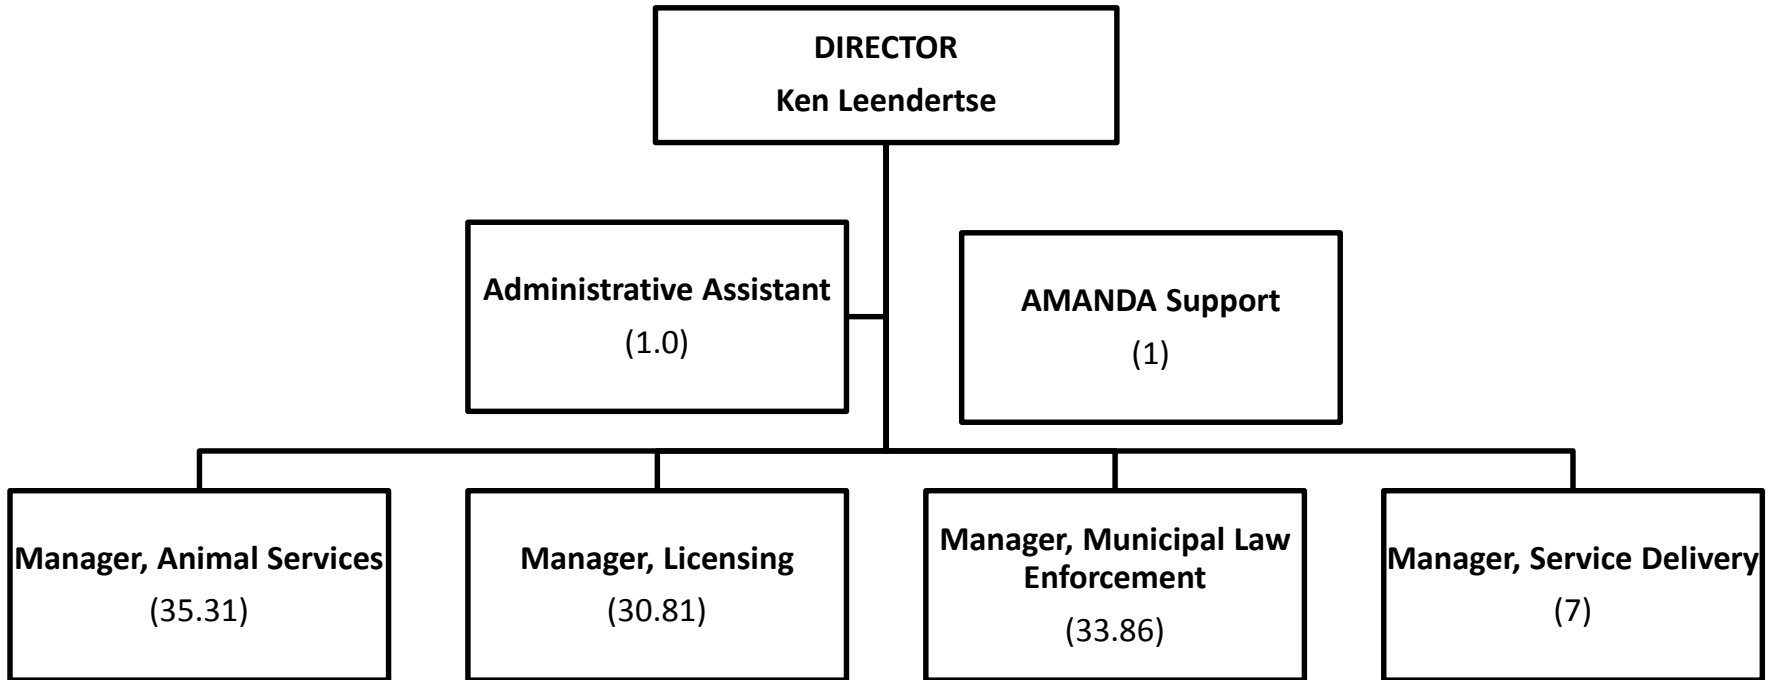 DIRECTOR
Ken Leendertse
Administrative Assistant
(1.0)
AMANDA Support
(1)
Manager, Animal Services
(35.31)
Manager, Licensing
(30.81)
Manager, Municipal Law
Enforcement
(33.86)
Manager, Service Delivery
(7)